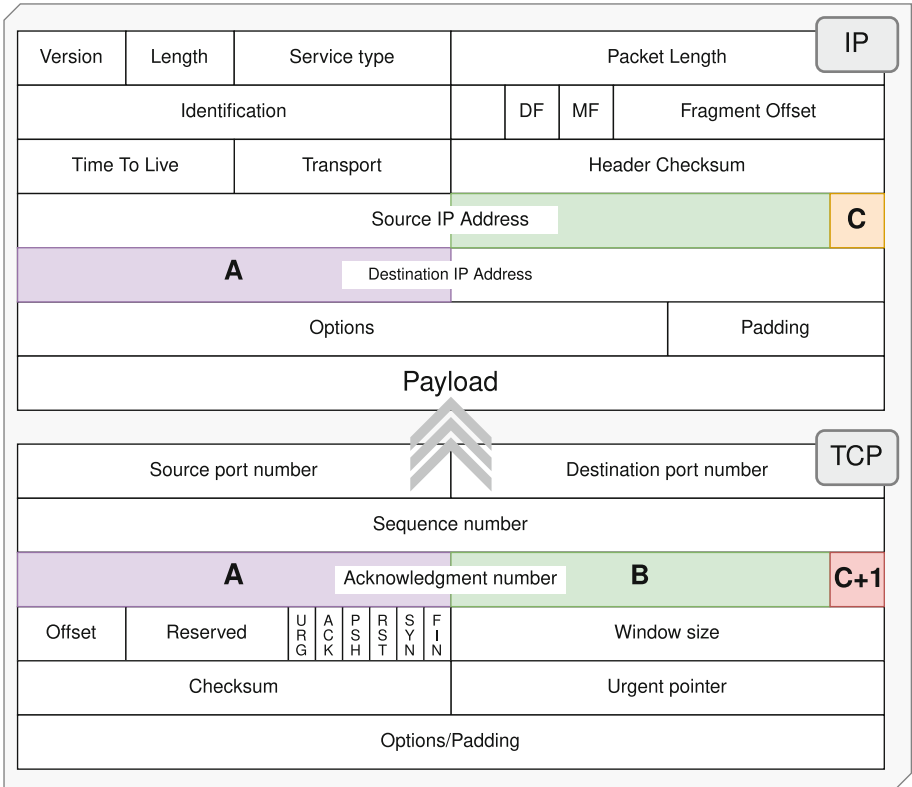 IP
Version Length Service type Packet Length
Identification DF MF Fragment Offset
Time To Live Transport Header Checksum
Source IP Address C
A Destination IP Address
Options Padding
Payload
TCP
Source port number Destination port number
Sequence number
A Acknowledgment number B C+1
Offset Reserved URG ACK PSH RST SYN FIN Window size
Checksum Urgent pointer
Options/Padding